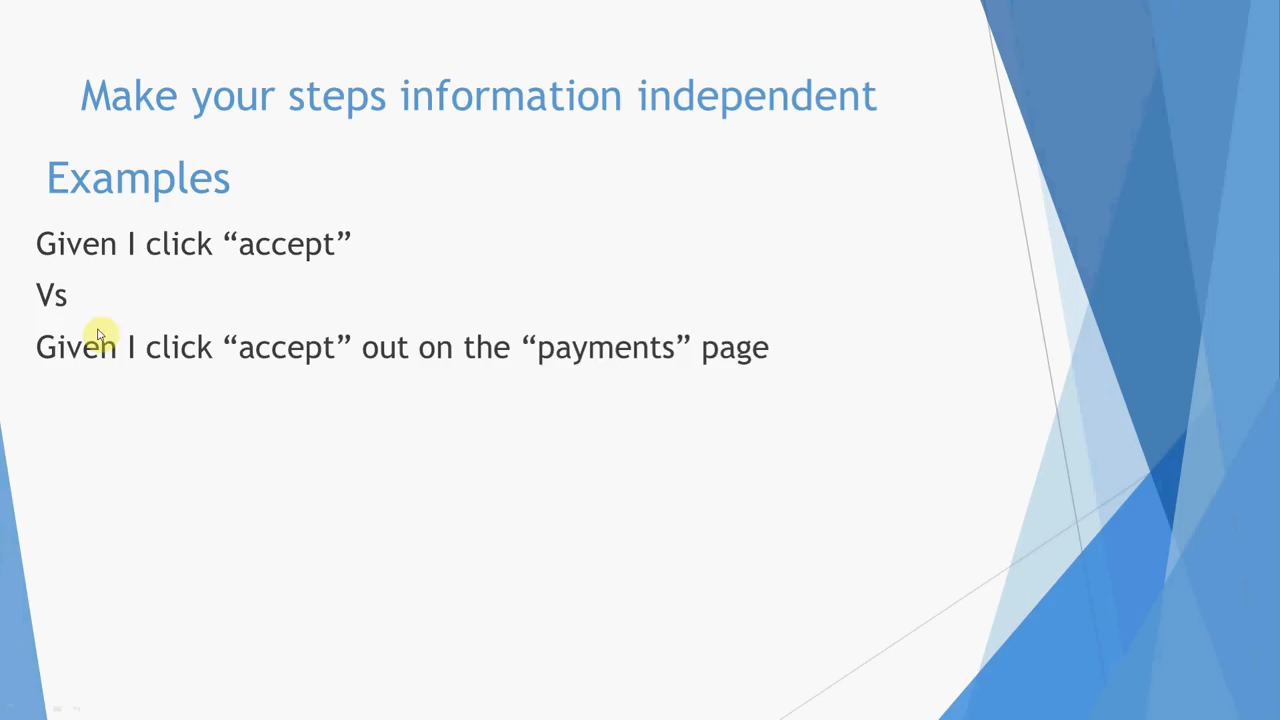 Make your steps information independent
Examples
Given I click “accept”
Vs
Given I click “accept” out on the “payments” page